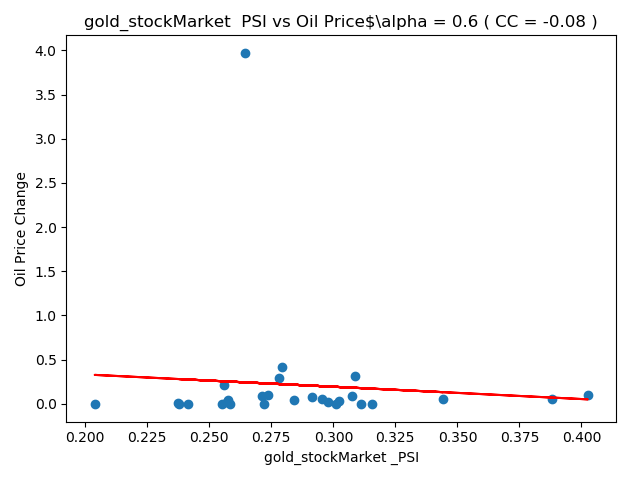 gold_stockMarket  PSI vs Oil Price$\alpha = 0.6 ( CC = -0.08 )
4.0
3.5
3.0
2.5
2.0
1.5
1.0
0.5
0.0
Oil Price Change
0.200 0.225 0.250 0.275 0.300 0.325 0.350 0.375 0.400
gold_stockMarket _PSI